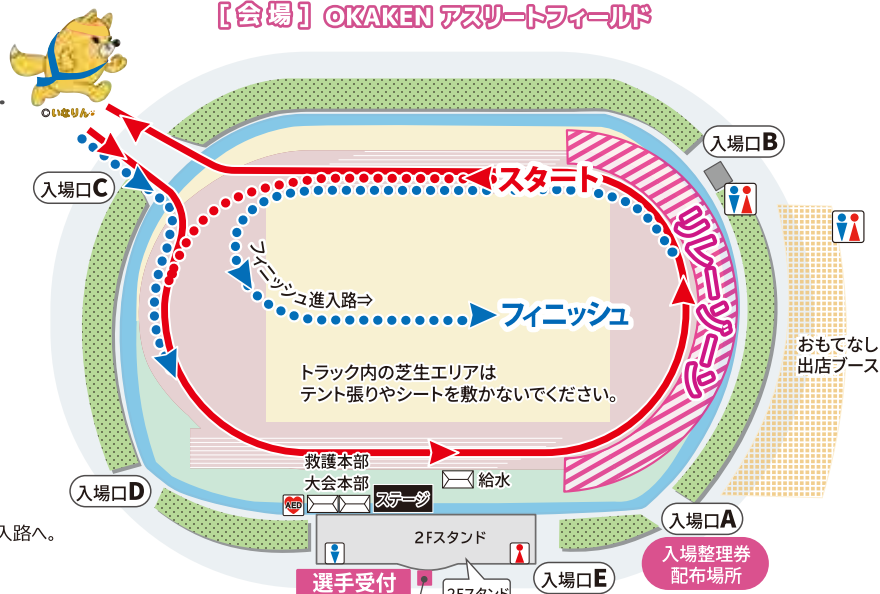 ［会場］OKAKEN アスリートフィールド
©いなりん
入場口B
入場口C
スタート
リレーゾーン
フィニッシュ進入路⇒
フィニッシュ
おもてなし
出店ブース
トラック内の芝生エリアは
テント張りやシートを敷かないでください。
救護本部
大会本部
給水
AED
ステージ
入場口D
入路へ。
2Fスタンド
入場口A
入場整理券
配布場所
選手受付
入場口E
2Fスタンド